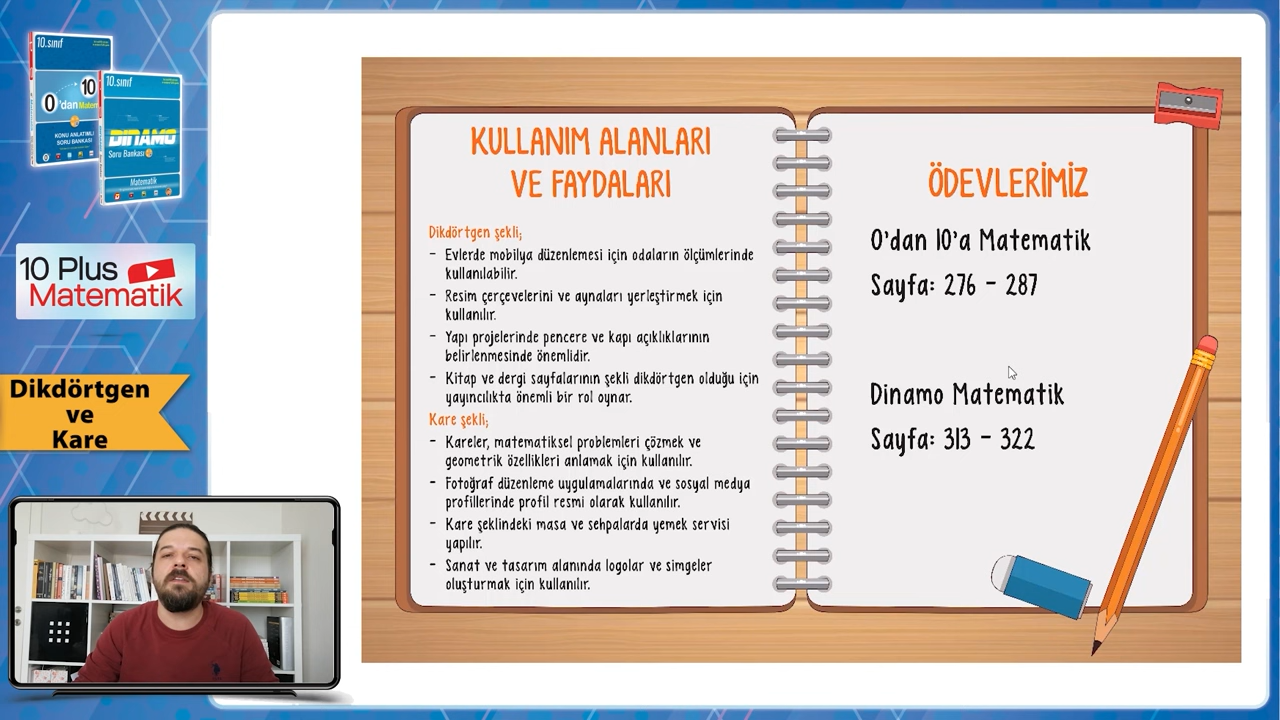 10.sınıf
0'dan 10
KONU ANLATIMLI
SORU BANKASI
10.sınıf
DİNAMO
Soru Bankası
Matematik
10 Plus
Matematik
Dikdörtgen
ve
Kare
KULLANIM ALANLARI
VE FAYDALARI
Dikdörtgen şekli;
- Evlerde mobilya düzenlemesi için odaların ölçümlerinde
kullanılabilir.
- Resim çerçevelerini ve aynaları yerleştirmek için
kullanılır.
- Yapı projelerinde pencere ve kapı açıklıklarının
belirlenmesinde önemlidir.
- Kitap ve dergi sayfalarının şekli dikdörtgen olduğu için
yayıncılıkta önemli bir rol oynar.
Kare şekli;
- Kareler, matematiksel problemleri çözmek ve
geometrik özellikleri anlamak için kullanılır.
- Fotoğraf düzenleme uygulamalarında ve sosyal medya
profillerinde profil resmi olarak kullanılır.
- Kare şeklindeki masa ve sehpalarda yemek servisi
yapılır.
- Sanat ve tasarım alanında logolar ve simgeler
oluşturmak için kullanılır.
ÖDEVLERİMİZ
0'dan 10'a Matematik
Sayfa: 276 - 287
Dinamo Matematik
Sayfa: 313 - 322